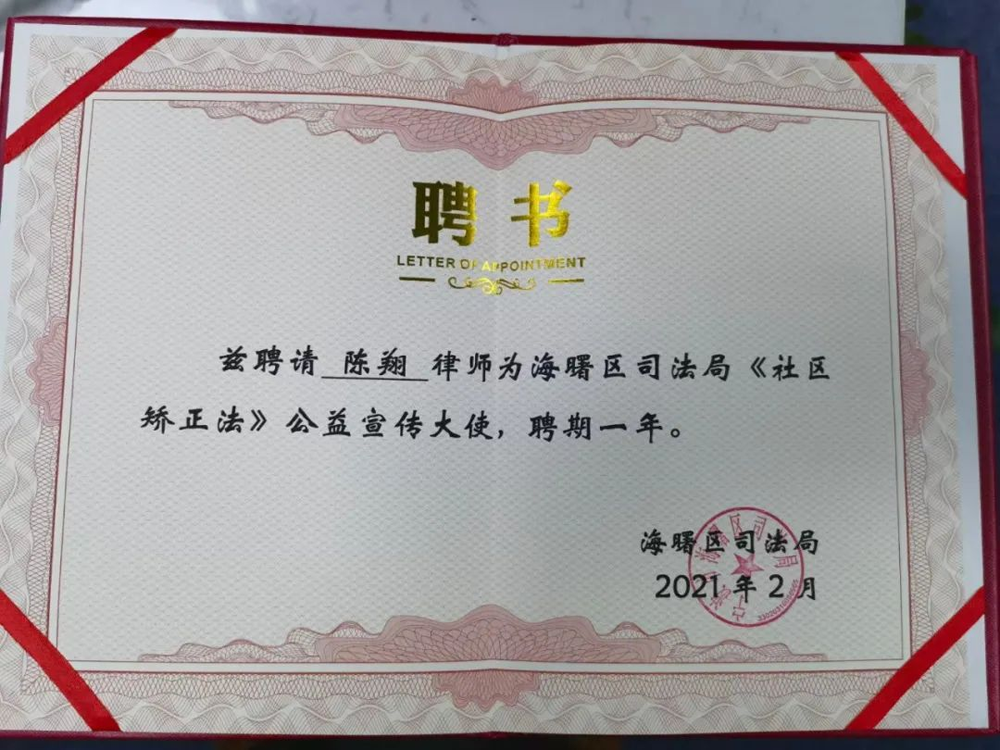 聘书
LETTER OF APPOINTMENT
兹聘请 陈翔 律师为海曙区司法局《社区
矫正法》公益宣传大使，聘期一年。
海曙区司法局
2021年2月